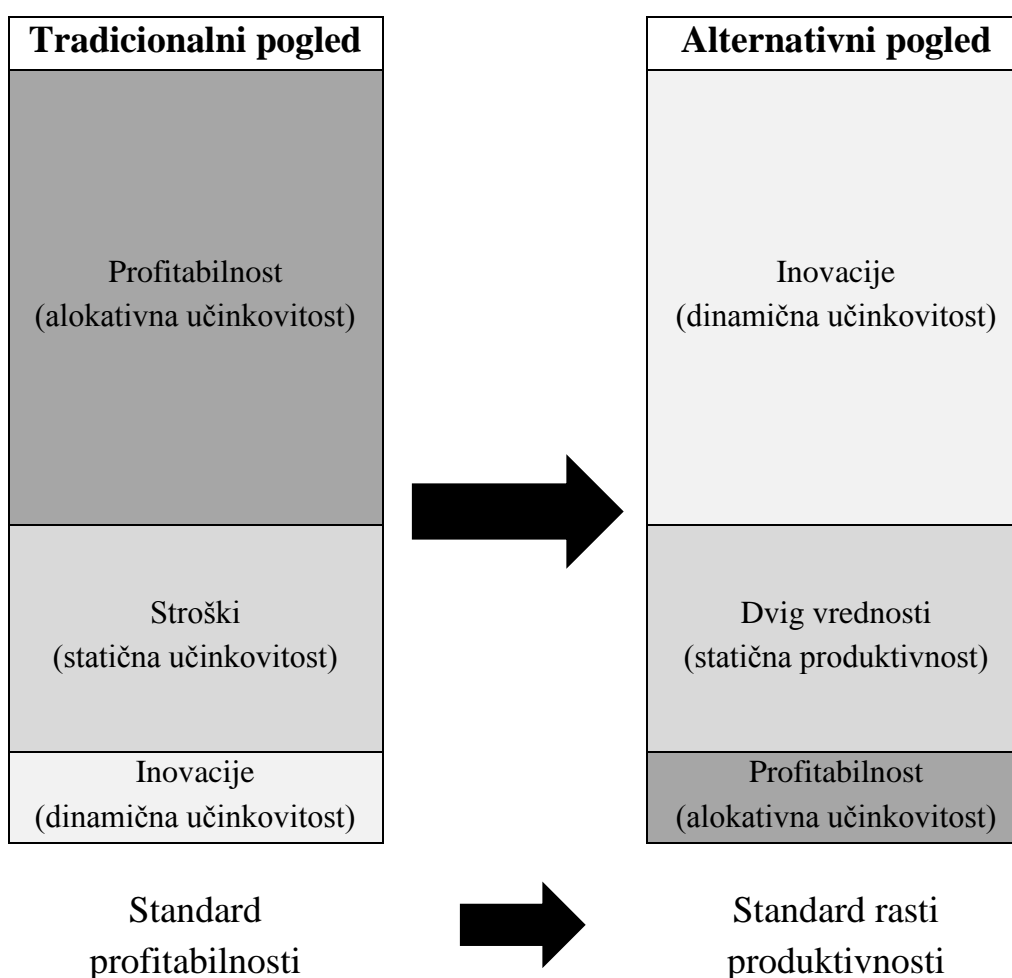 Tradicionalni pogled
Profitabilnost
(alokativna učinkovitost)
Stroški
(statična učinkovitost)
Inovacije
(dinamična učinkovitost)
Standard
profitabilnosti
Alternativni pogled
Inovacije
(dinamična učinkovitost)
Dvig vrednosti
(statična produktivnost)
Profitabilnost
(alokativna učinkovitost)
Standard rasti
produktivnosti